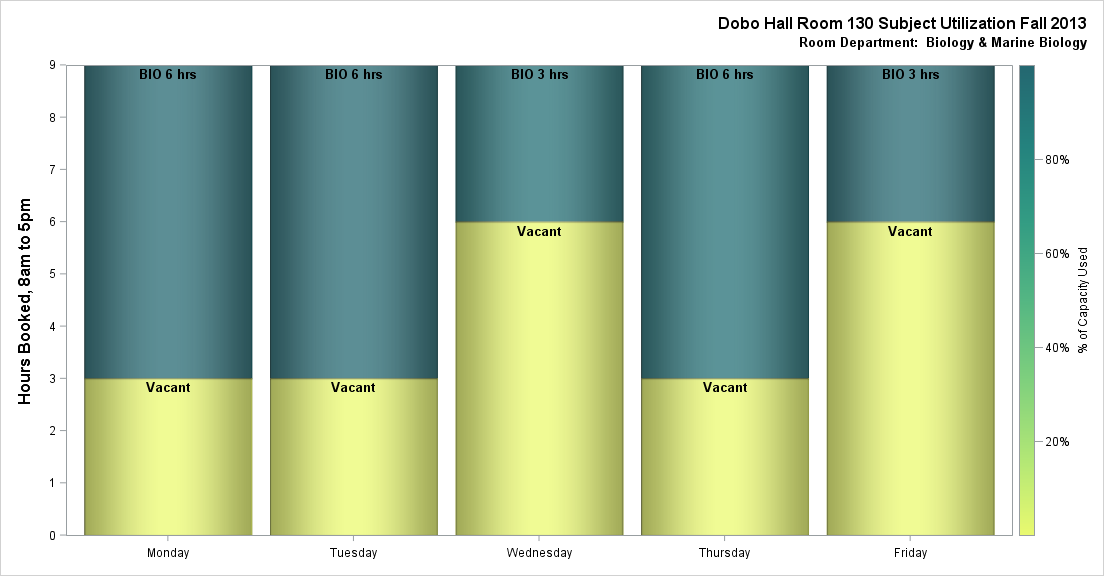 Dobo Hall Room 130 Subject Utilization Fall 2013
Room Department: Biology & Marine Biology
Hours Booked, 8am to 5pm
9
8
7
6
5
4
3
2
1
0
BIO 6 hrs
BIO 6 hrs
BIO 3 hrs
BIO 6 hrs
BIO 3 hrs
Vacant
Vacant
Vacant
Vacant
Vacant
Monday
Tuesday
Wednesday
Thursday
Friday
80%
60%
40%
20%
% of Capacity Used